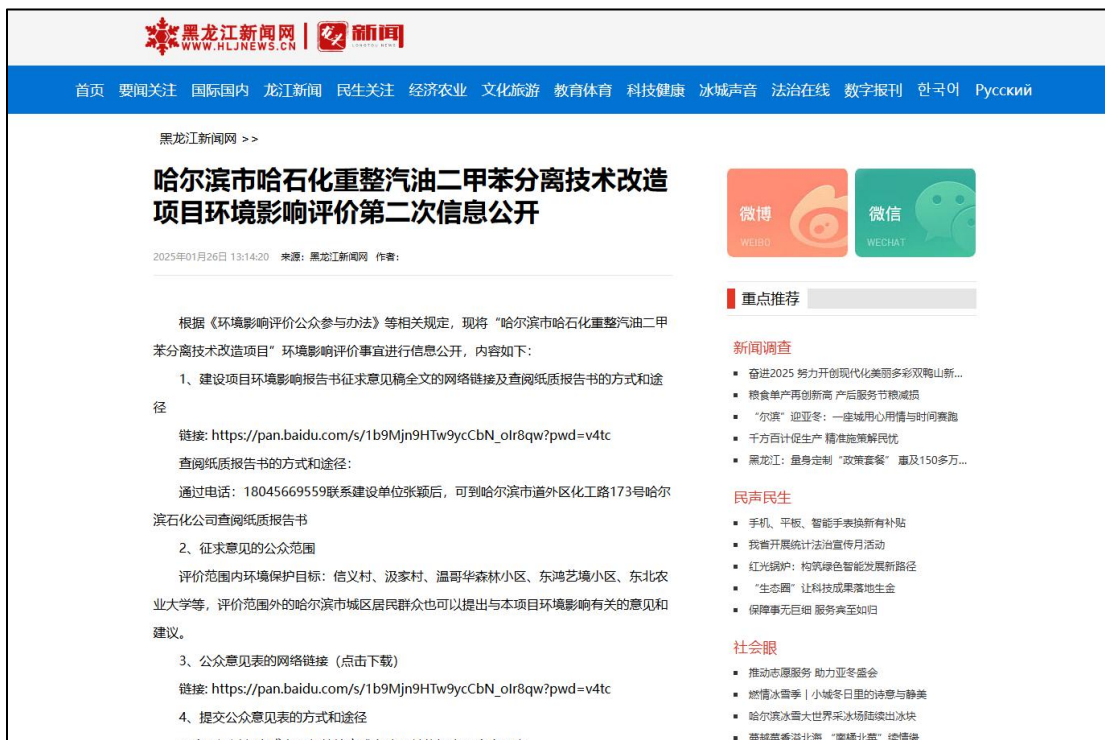 黑龙江新闻网
WWW.HLJNEWS.CN
龙头
新闻
LONGTOU NEWS
首页 要闻关注 国际国内 龙江新闻 民生关注 经济农业 文化旅游 教育体育 科技健康 冰城声音 法治在线 数字报刊 한국어 Русский
黑龙江新闻网 >>
哈尔滨市哈石化重整汽油二甲苯分离技术改造
项目环境影响评价第二次信息公开
2025年01月26日 13:14:20 来源：黑龙江新闻网 作者：
根据《环境影响评价公众参与办法》等相关规定，现将“哈尔滨市哈石化重整汽油二甲
苯分离技术改造项目”环境影响评价事宜进行信息公开，内容如下：
1、建设项目环境影响报告书征求意见稿全文的网络链接及查阅纸质报告书的方式和途
径
链接: https://pan.baidu.com/s/1b9Mjn9HTw9ycCbN_olr8qw?pwd=v4tc
查阅纸质报告书的方式和途径：
通过电话：18045669559联系建设单位张颖后，可到哈尔滨市道外区化工路173号哈尔
滨石化公司查阅纸质报告书
2、征求意见的公众范围
评价范围内环境保护目标：信义村、汲家村、温哥华森林小区、东鸿艺境小区、东北农
业大学等，评价范围外的哈尔滨市城区居民群众也可以提出与本项目环境影响有关的意见和
建议。
3、公众意见表的网络链接（点击下载）
链接: https://pan.baidu.com/s/1b9Mjn9HTw9ycCbN_olr8qw?pwd=v4tc
4、提交公众意见表的方式和途径
微博
WEIBO
微信
WECHAT
重点推荐
新闻调查
奋进2025 努力开创现代化美丽多彩双鸭山新...
粮食单产再创新高 产后服务节粮减损
“尔滨”迎亚冬：一座城用心用情与时间赛跑
千方百计促生产 精准施策解民忧
黑龙江：量身定制“政策套餐” 惠及150多万...
民声民生
手机、平板、智能手表换新有补贴
我省开展统计法治宣传月活动
红光锅炉：构筑绿色智能发展新路径
“生态圈”让科技成果落地生金
保障事无巨细 服务宾至如归
社会眼
推动志愿服务 助力亚冬盛会
燃情冰雪季 | 小城冬日里的诗意与静美
哈尔滨冰雪大世界采冰场陆续出冰块